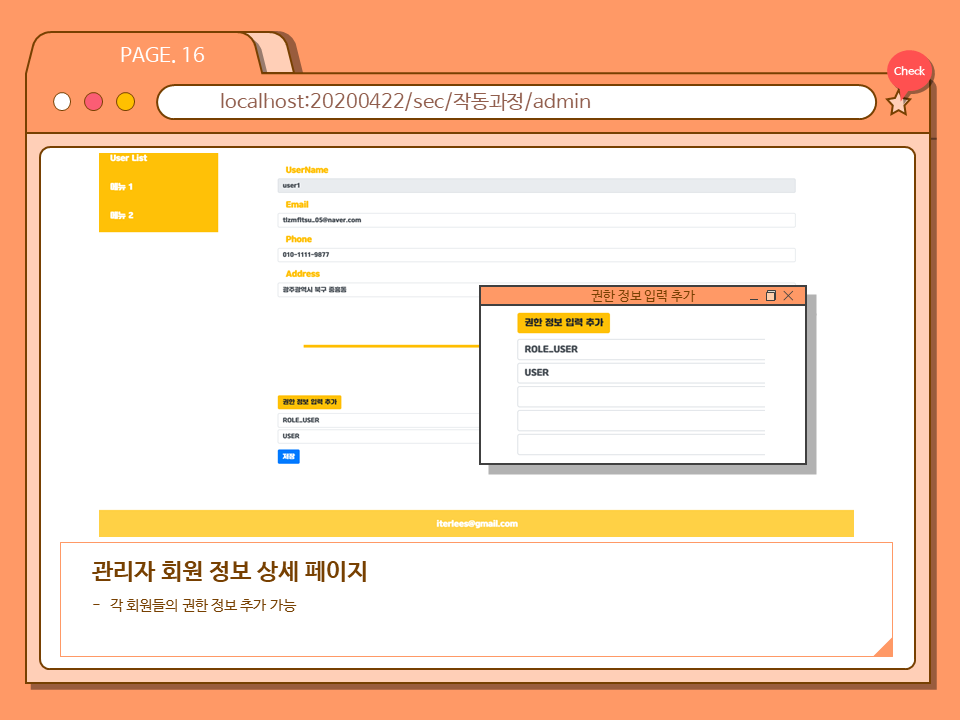 PAGE. 16
Check
localhost:20200422/sec/작동과정/admin
User List
메뉴 1
메뉴 2
UserName
user1
Email
tlzmfltsu_05@naver.com
Phone
010-1111-9877
Address
광주광역시 북구 중흥동
권한 정보 입력 추가
ROLE_USER
USER
저장
권한 정보 입력 추가
권한 정보 입력 추가
ROLE_USER
USER
iterlees@gmail.com
관리자 회원 정보 상세 페이지
- 각 회원들의 권한 정보 추가 가능